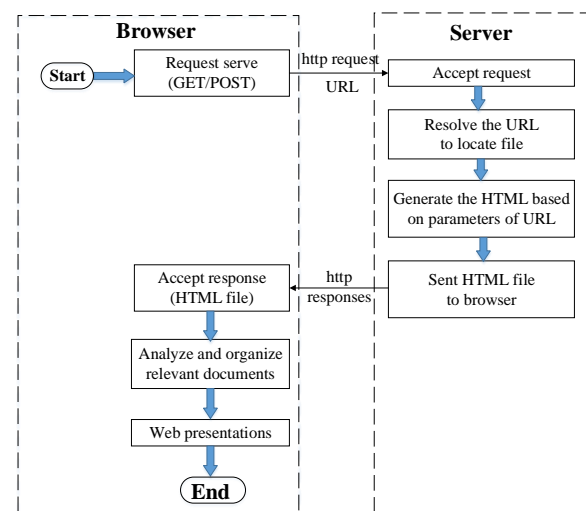 Browser
Start
Request serve
(GET/POST)
http request
URL
Server
Accept request
Resolve the URL
to locate file
Generate the HTML based
on parameters of URL
Sent HTML file
to browser
http
responses
Accept response
(HTML file)
Analyze and organize
relevant documents
Web presentations
End